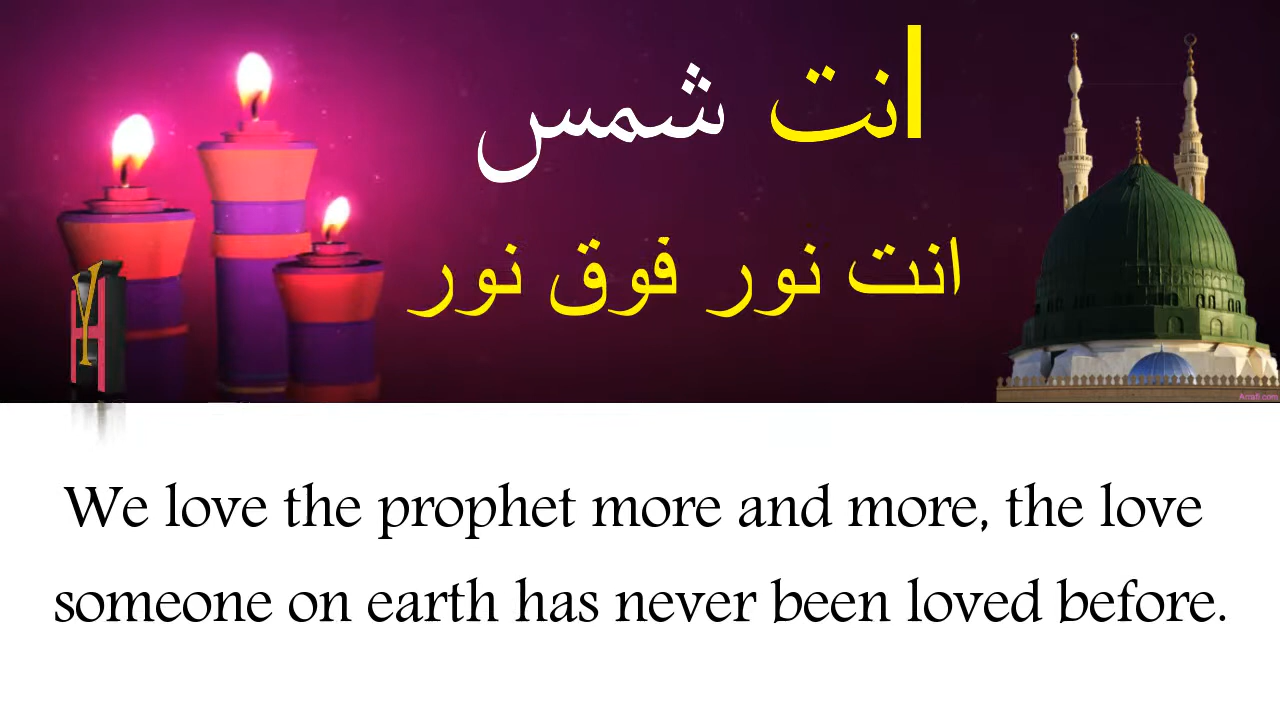 انت شمس
انت نور فوق نور
YH
We love the prophet more and more, the love
someone on earth has never been loved before.